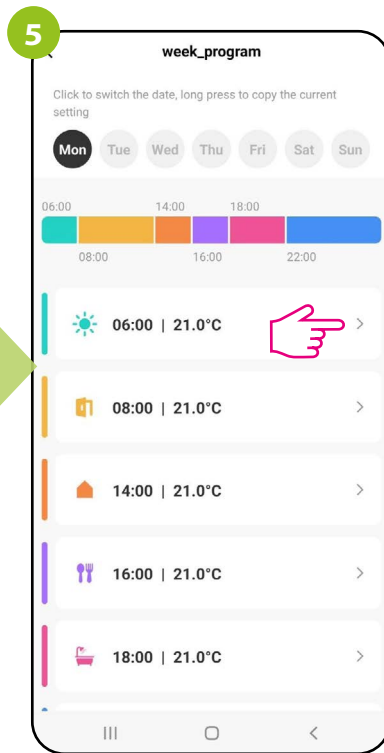 5
week_program
Click to switch the date, long press to copy the current
setting
Mon Tue Wed Thu Fri Sat Sun
06:00 14:00 18:00
08:00 16:00 22:00
06:00 | 21.0°C
08:00 | 21.0°C
14:00 | 21.0°C
16:00 | 21.0°C
18:00 | 21.0°C